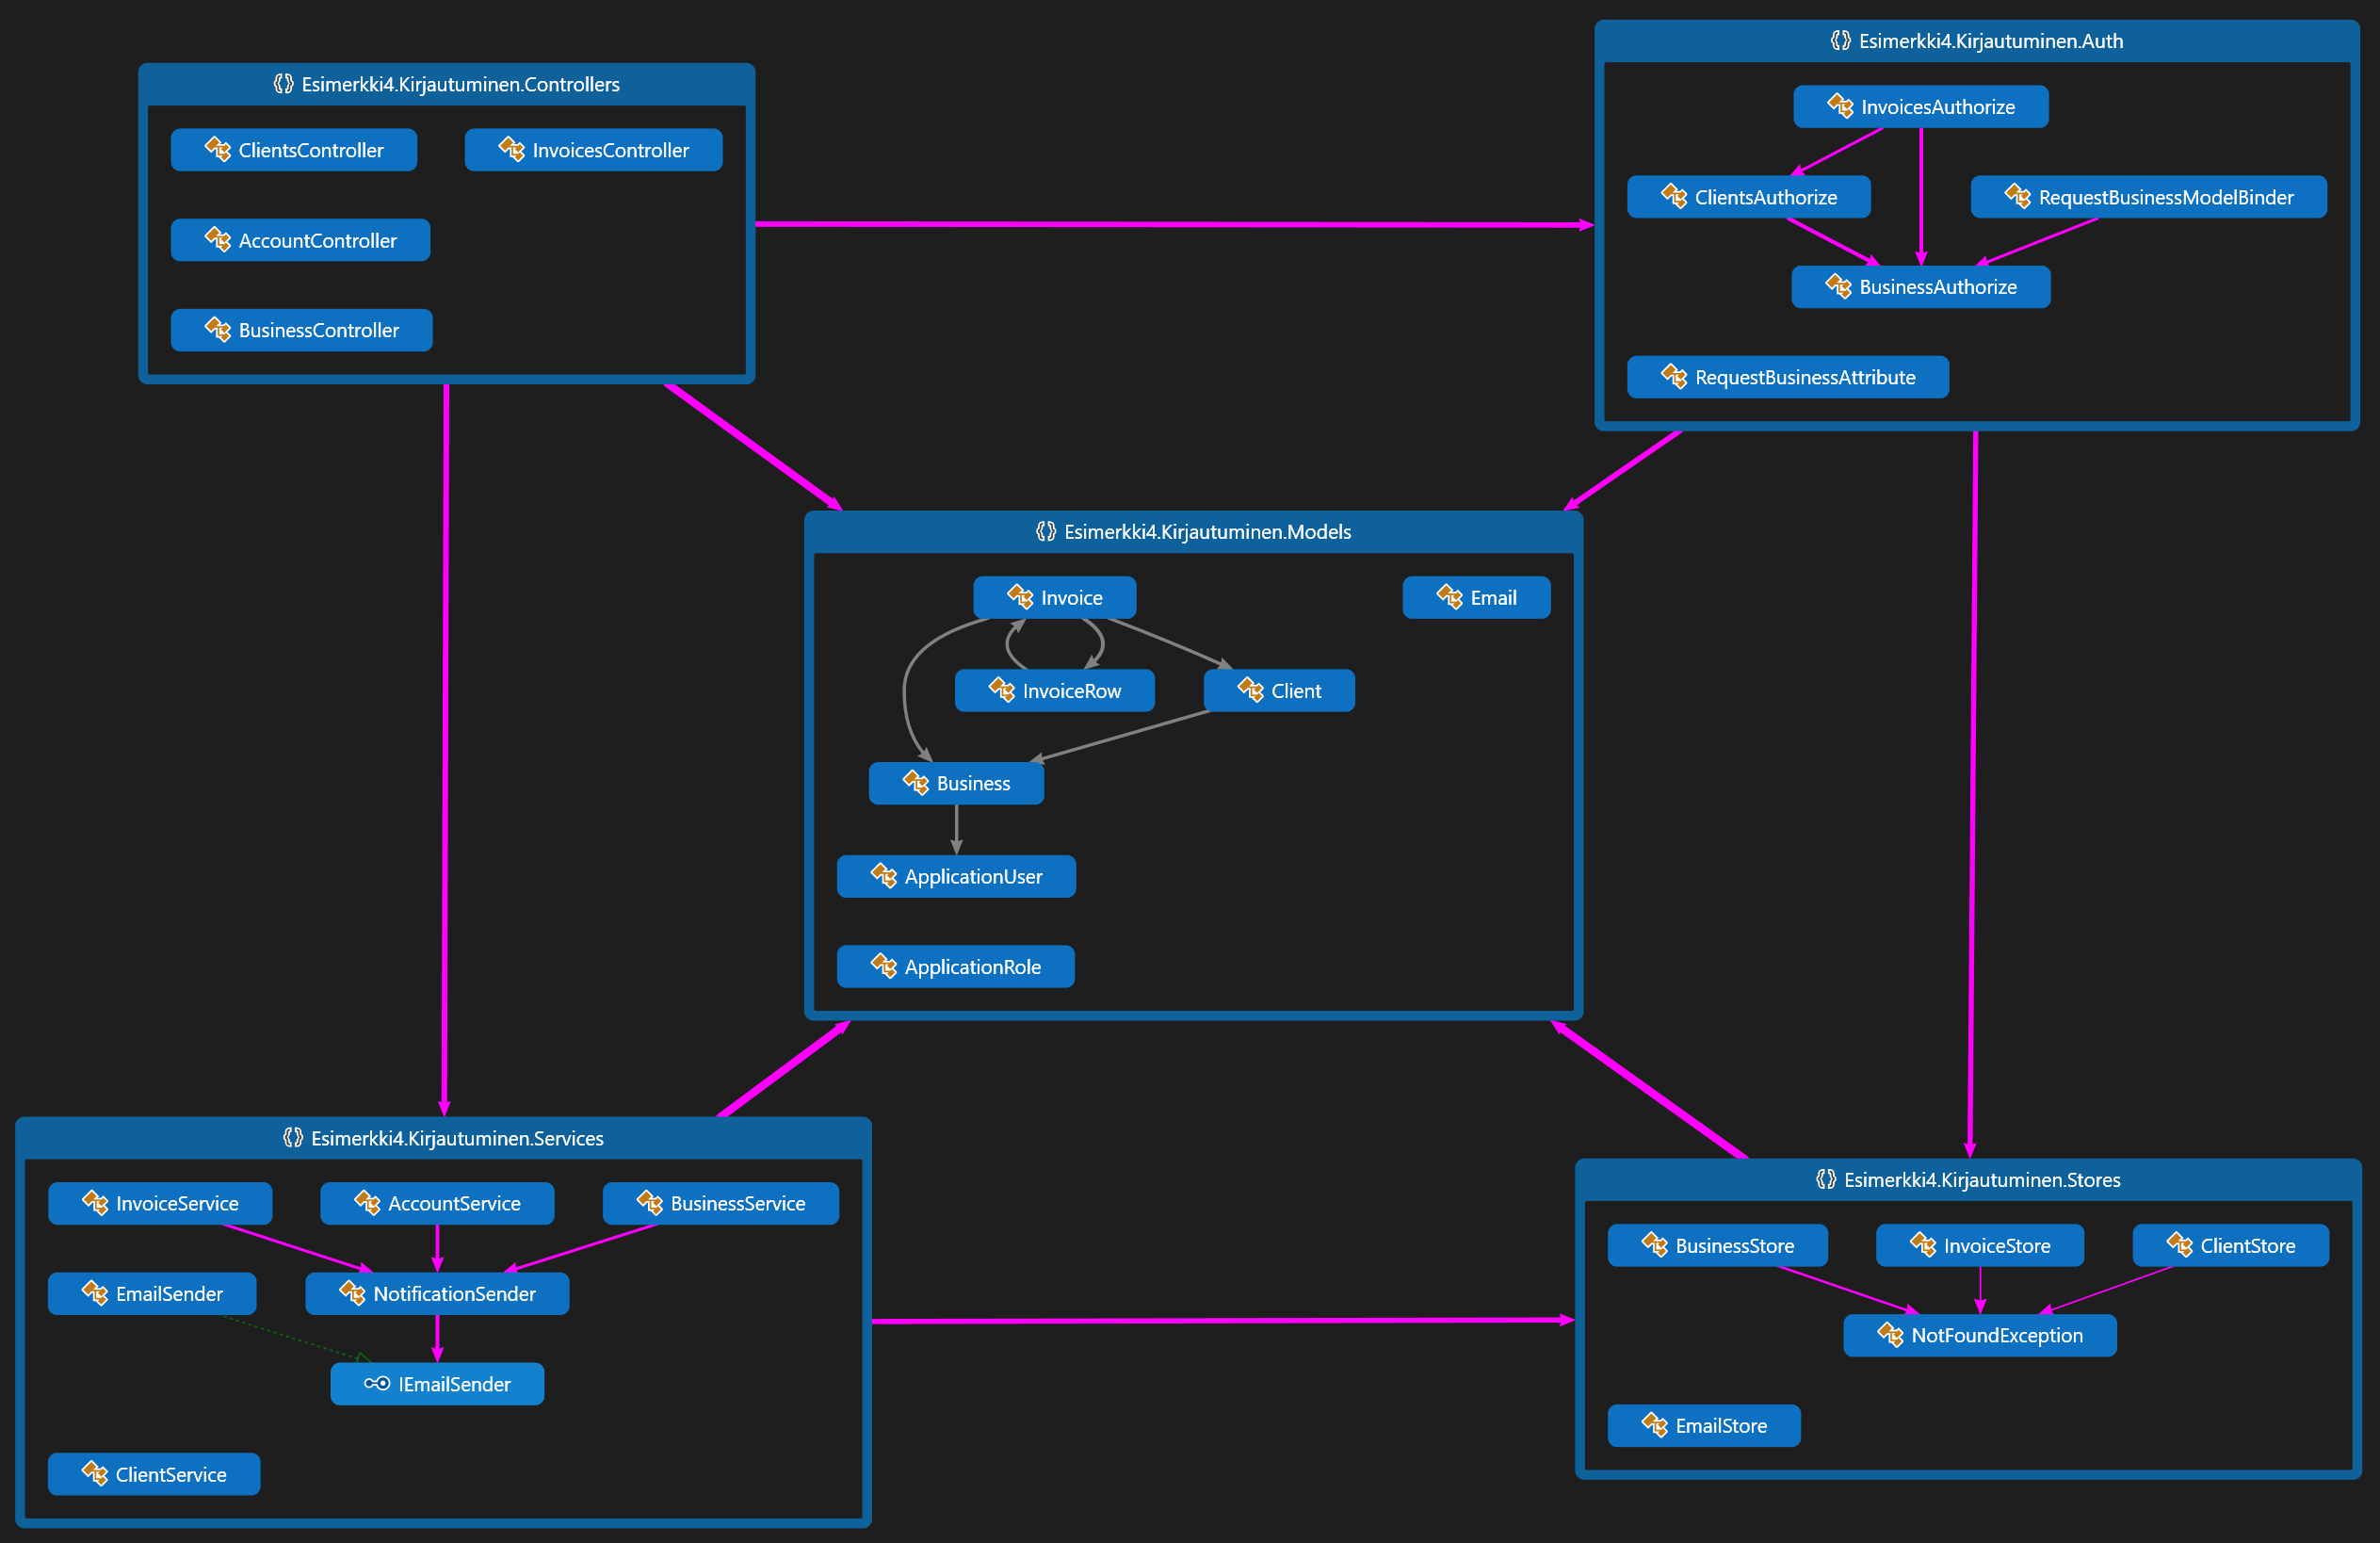 Esimerkki4.Kirjautuminen.Controllers
ClientsController
InvoicesController
AccountController
BusinessController
Esimerkki4.Kirjautuminen.Auth
InvoicesAuthorize
ClientsAuthorize
RequestBusinessModelBinder
BusinessAuthorize
RequestBusinessAttribute
Esimerkki4.Kirjautuminen.Models
Invoice
Email
InvoiceRow
Client
Business
ApplicationUser
ApplicationRole
Esimerkki4.Kirjautuminen.Services
InvoiceService
AccountService
BusinessService
EmailSender
NotificationSender
IEmailSender
ClientService
Esimerkki4.Kirjautuminen.Stores
BusinessStore
InvoiceStore
ClientStore
NotFoundException
EmailStore